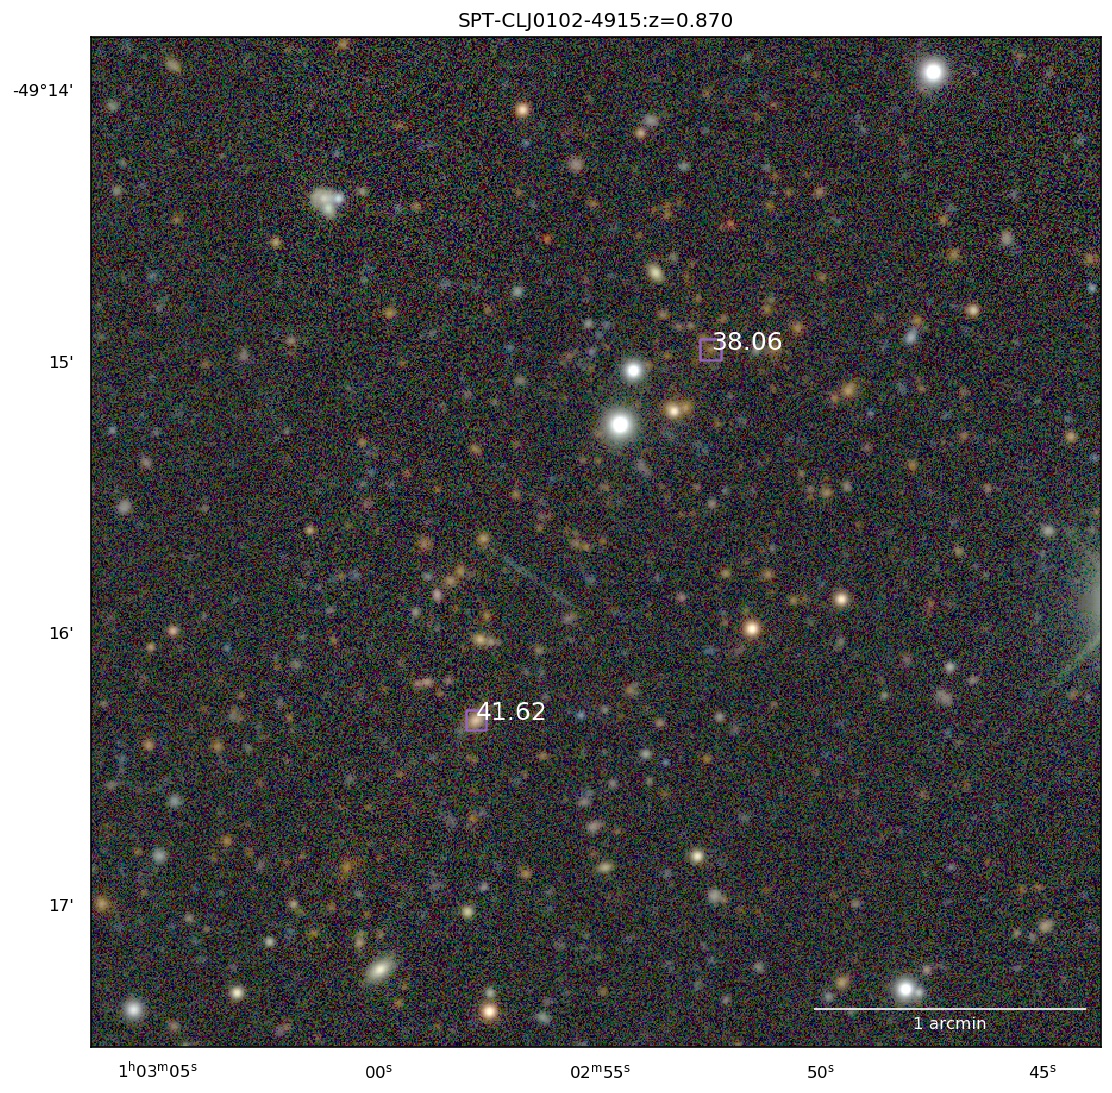 SPT-CLJ0102-4915:z=0.870
-49°14'
38.06
15'
16'
41.62
17'
1 arcmin
1ʰ03ᵐ05ˢ 00ˢ 02ᵐ55ˢ 50ˢ 45ˢ